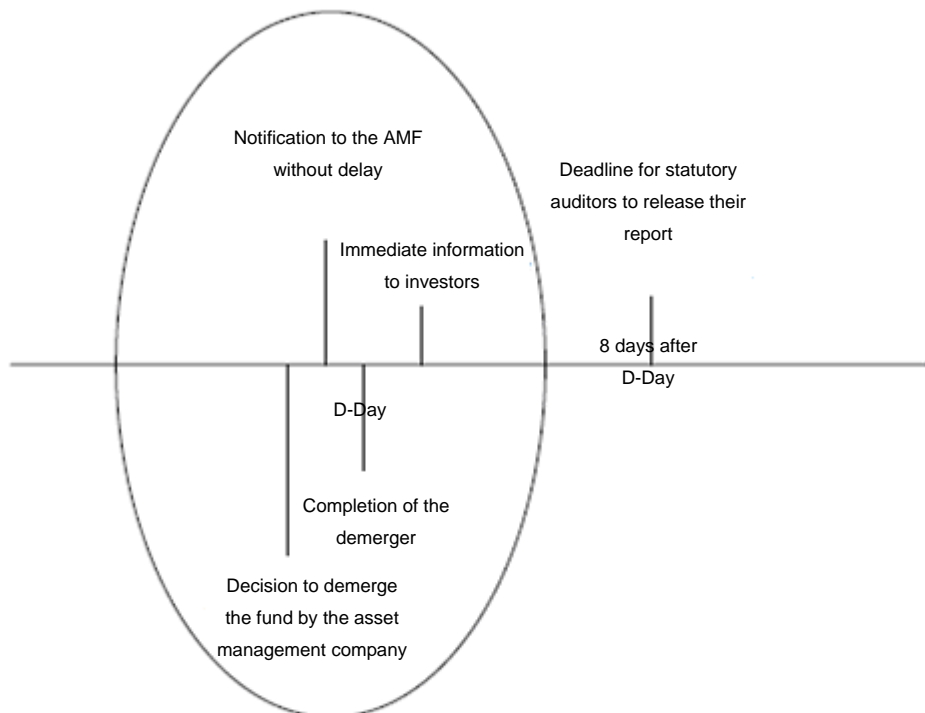 Notification to the AMF
without delay
Deadline for statutory
auditors to release their
report
Immediate information
to investors
8 days after
D-Day
D-Day
Completion of the
demerger
Decision to demerge
the fund by the asset
management company